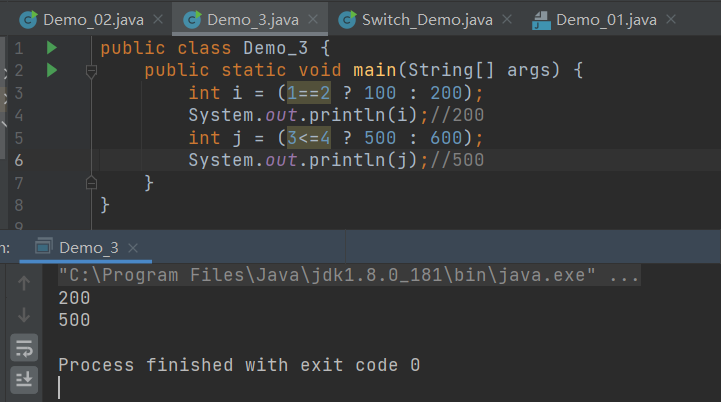 Demo_02.java Demo_3.java Switch_Demo.java Demo_01.java
1 public class Demo_3 {
2 public static void main(String[] args) {
3 int i = (1==2 ? 100 : 200);
4 System.out.println(i);//200
5 int j = (3<=4 ? 500 : 600);
6 System.out.println(j);//500
7 }
8 }
9
n: Demo_3
"C:\Program Files\Java\jdk1.8.0_181\bin\java.exe" ...
200
500
Process finished with exit code 0